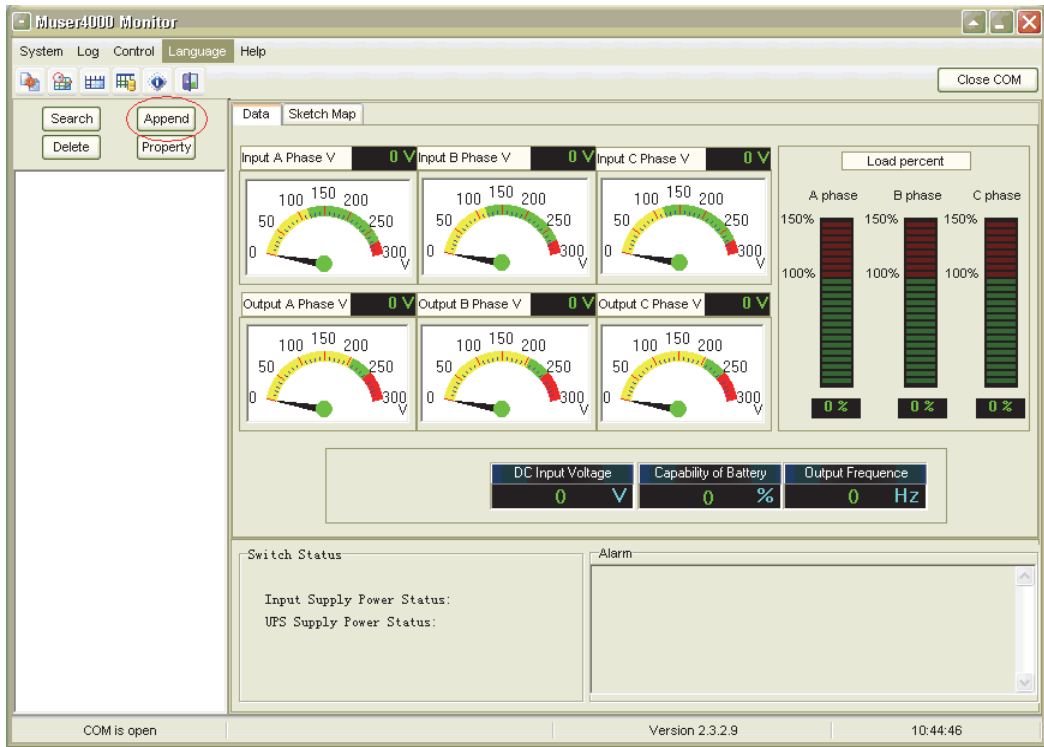 Muser4000 Monitor
System Log Control Language Help
Close COM
Search Append
Delete Property
Data Sketch Map
Input A Phase V 0 V Input B Phase V 0 V Input C Phase V 0 V
0 50 100 150 200 250 300 V
0 50 100 150 200 250 300 V
0 50 100 150 200 250 300 V
Output A Phase V 0 V Output B Phase V 0 V Output C Phase V 0 V
0 50 100 150 200 250 300 V
0 50 100 150 200 250 300 V
0 50 100 150 200 250 300 V
Load percent
A phase B phase C phase
150% 150% 150%
100% 100% 100%
0 % 0 % 0 %
DC Input Voltage Capability of Battery Output Frequence
0 V 0 % 0 Hz
Switch Status
Input Supply Power Status:
UPS Supply Power Status:
Alarm
COM is open Version 2.3.2.9 10:44:46